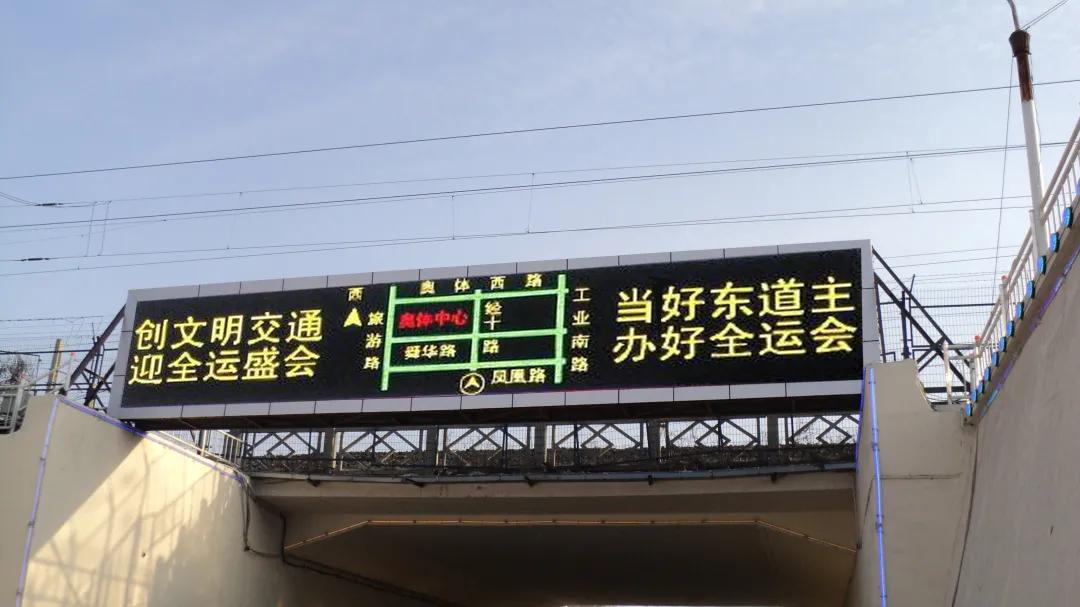 创文明交通
迎全运盛会
西
奥体西路
旅游路
奥体中心
经十路
舜华路
凤凰路
工业南路
当好东道主
办好全运会